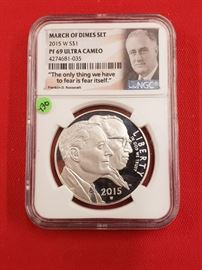 MARCH OF DIMES SET
2015 W S$1
PF 69 ULTRA CAMEO
4274681-035
"The only thing we have
to fear is fear itself."
Franklin D. Roosevelt
NGC
LIBERTY
IN GOD WE TRUST
2015
W